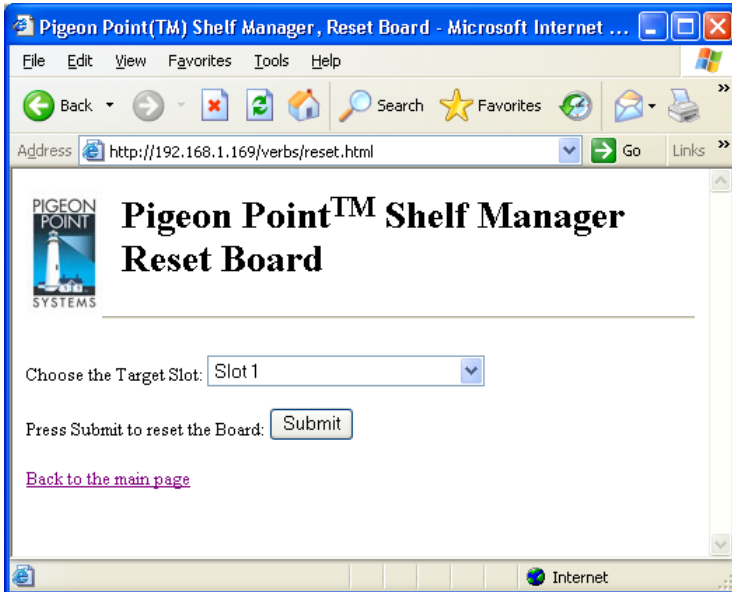 Pigeon Point(TM) Shelf Manager, Reset Board - Microsoft Internet ...
File Edit View Favorites Tools Help
Back Search Favorites »
Address http://192.168.1.169/verbs/reset.html Go Links »
PIGEON
POINT
SYSTEMS
Pigeon Point™ Shelf Manager
Reset Board
Choose the Target Slot: Slot 1
Press Submit to reset the Board: Submit
Back to the main page
Internet